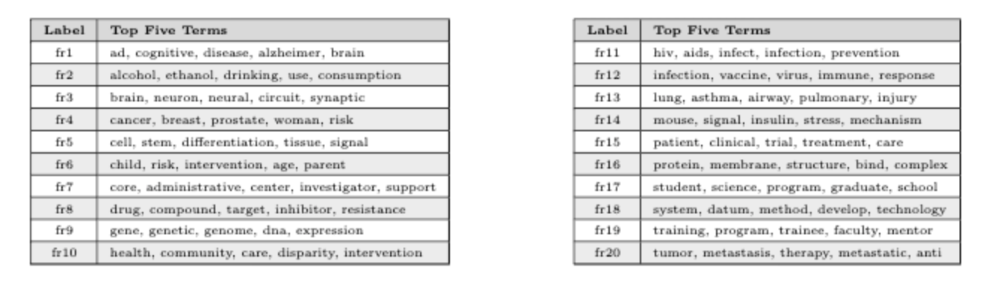 Label Top Five Terms
fr1 ad, cognitive, disease, alzheimer, brain
fr2 alcohol, ethanol, drinking, use, consumption
fr3 brain, neuron, neural, circuit, synaptic
fr4 cancer, breast, prostate, woman, risk
fr5 cell, stem, differentiation, tissue, signal
fr6 child, risk, intervention, age, parent
fr7 core, administrative, center, investigator, support
fr8 drug, compound, target, inhibitor, resistance
fr9 gene, genetic, genome, dna, expression
fr10 health, community, care, disparity, intervention
Label Top Five Terms
fr11 hiv, aids, infect, infection, prevention
fr12 infection, vaccine, virus, immune, response
fr13 lung, asthma, airway, pulmonary, injury
fr14 mouse, signal, insulin, stress, mechanism
fr15 patient, clinical, trial, treatment, care
fr16 protein, membrane, structure, bind, complex
fr17 student, science, program, graduate, school
fr18 system, datum, method, develop, technology
fr19 training, program, trainee, faculty, mentor
fr20 tumor, metastasis, therapy, metastatic, anti